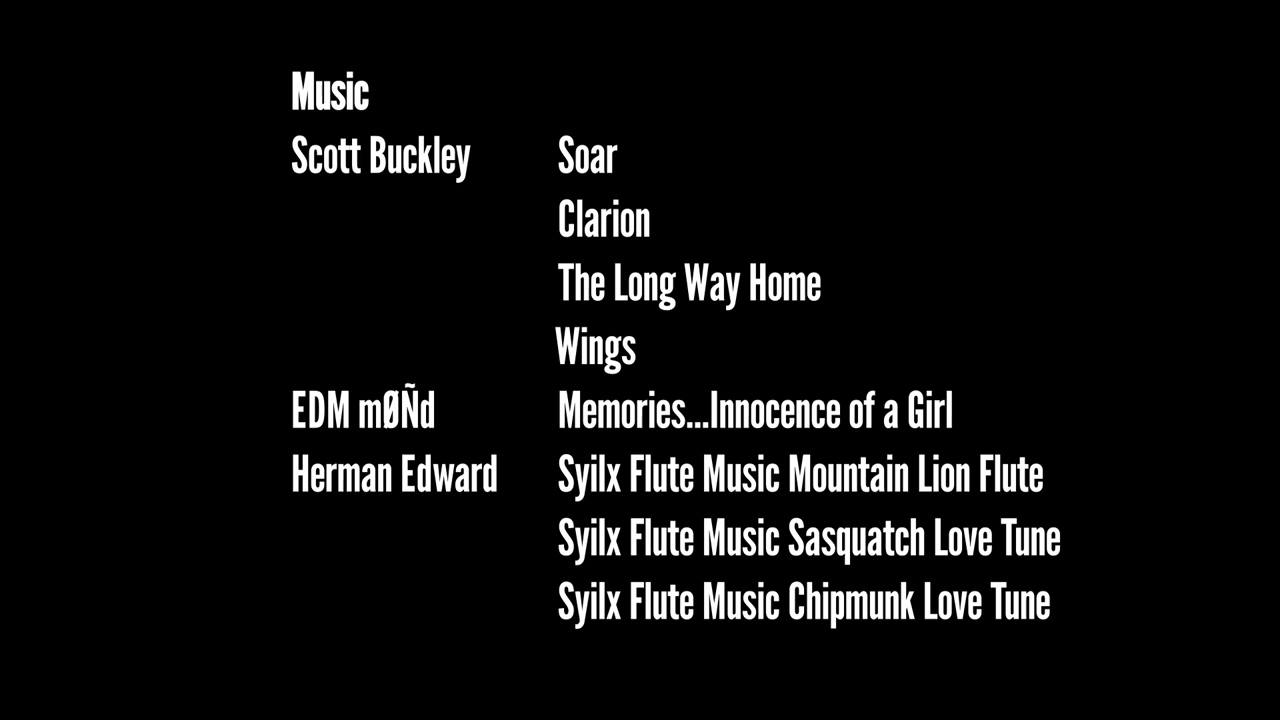 Music
Scott Buckley Soar
Clarion
The Long Way Home
Wings
EDM mØÑd Memories...Innocence of a Girl
Herman Edward Syilx Flute Music Mountain Lion Flute
Syilx Flute Music Sasquatch Love Tune
Syilx Flute Music Chipmunk Love Tune